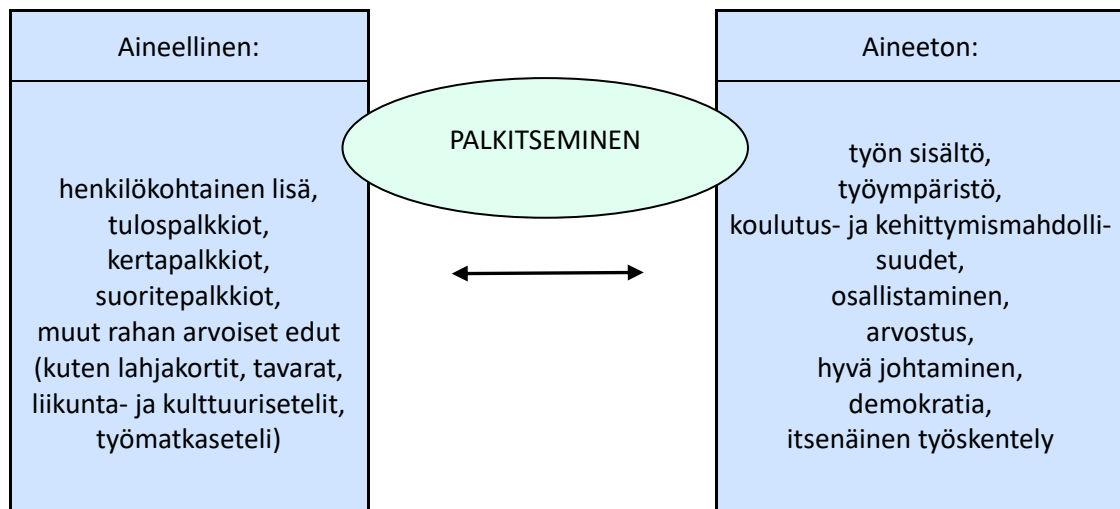 Aineellinen:
henkilökohtainen lisä,
tulospalkkiot,
kertapalkkiot,
suoritepalkkiot,
muut rahan arvoiset edut
(kuten lahjakortit, tavarat,
liikunta- ja kulttuurisetelit,
työmatkaseteli)
PALKITSEMINEN
Aineeton:
työn sisältö,
työympäristö,
koulutus- ja kehittymismahdolli-
suudet,
osallistaminen,
arvostus,
hyvä johtaminen,
demokratia,
itsenäinen työskentely